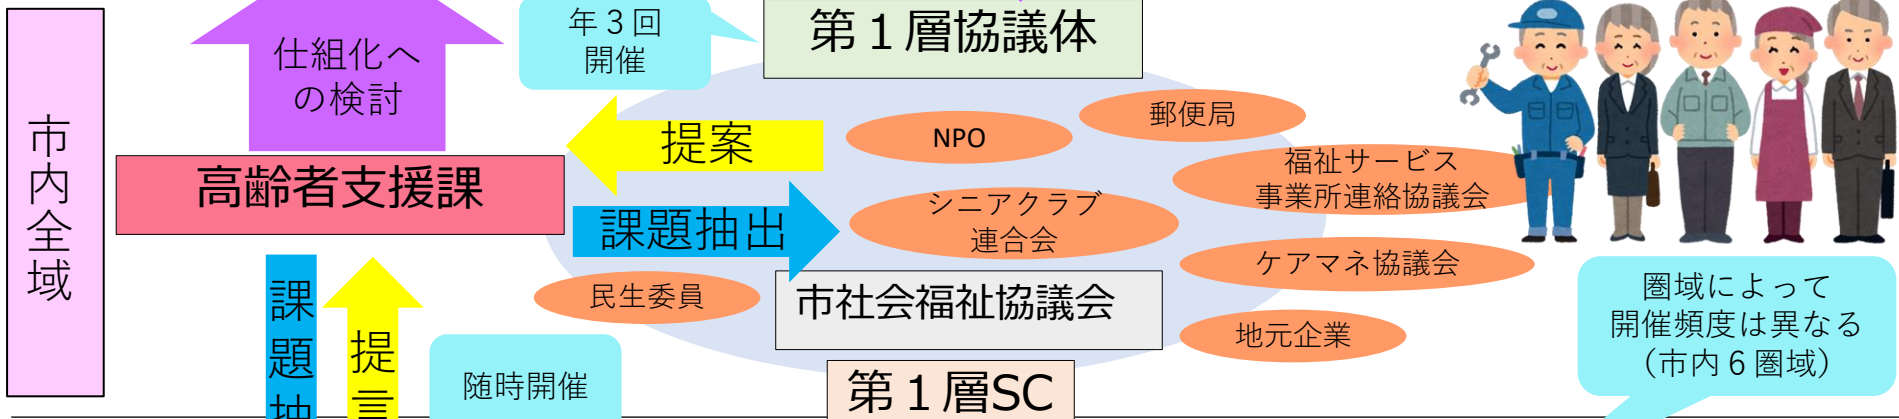 市内全域
仕組化へ
の検討
年３回
開催
第１層協議体
高齢者支援課
提案
課題抽出
NPO
郵便局
福祉サービス
事業所連絡協議会
シニアクラブ
連合会
ケアマネ協議会
民生委員
市社会福祉協議会
地元企業
第１層SC
課題抽
提言
随時開催
圏域によって
開催頻度は異なる
（市内６圏域）